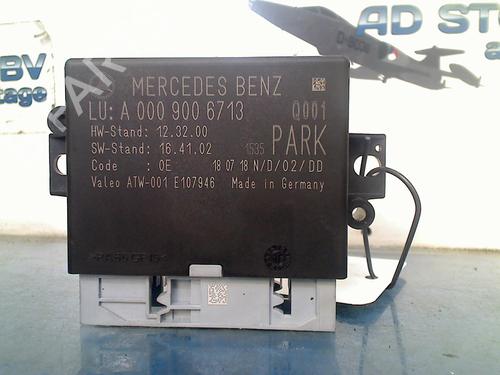 AD ST
BV
tage
MERCEDES BENZ
LU: A 000 900 6713 Q001
HW-Stand: 12.32.00
SW-Stand: 16.41.02 1535 PARK
Code : 0E 18 07 18 N/D/02/DD
Valeo ATW-001 E107946 Made in Germany